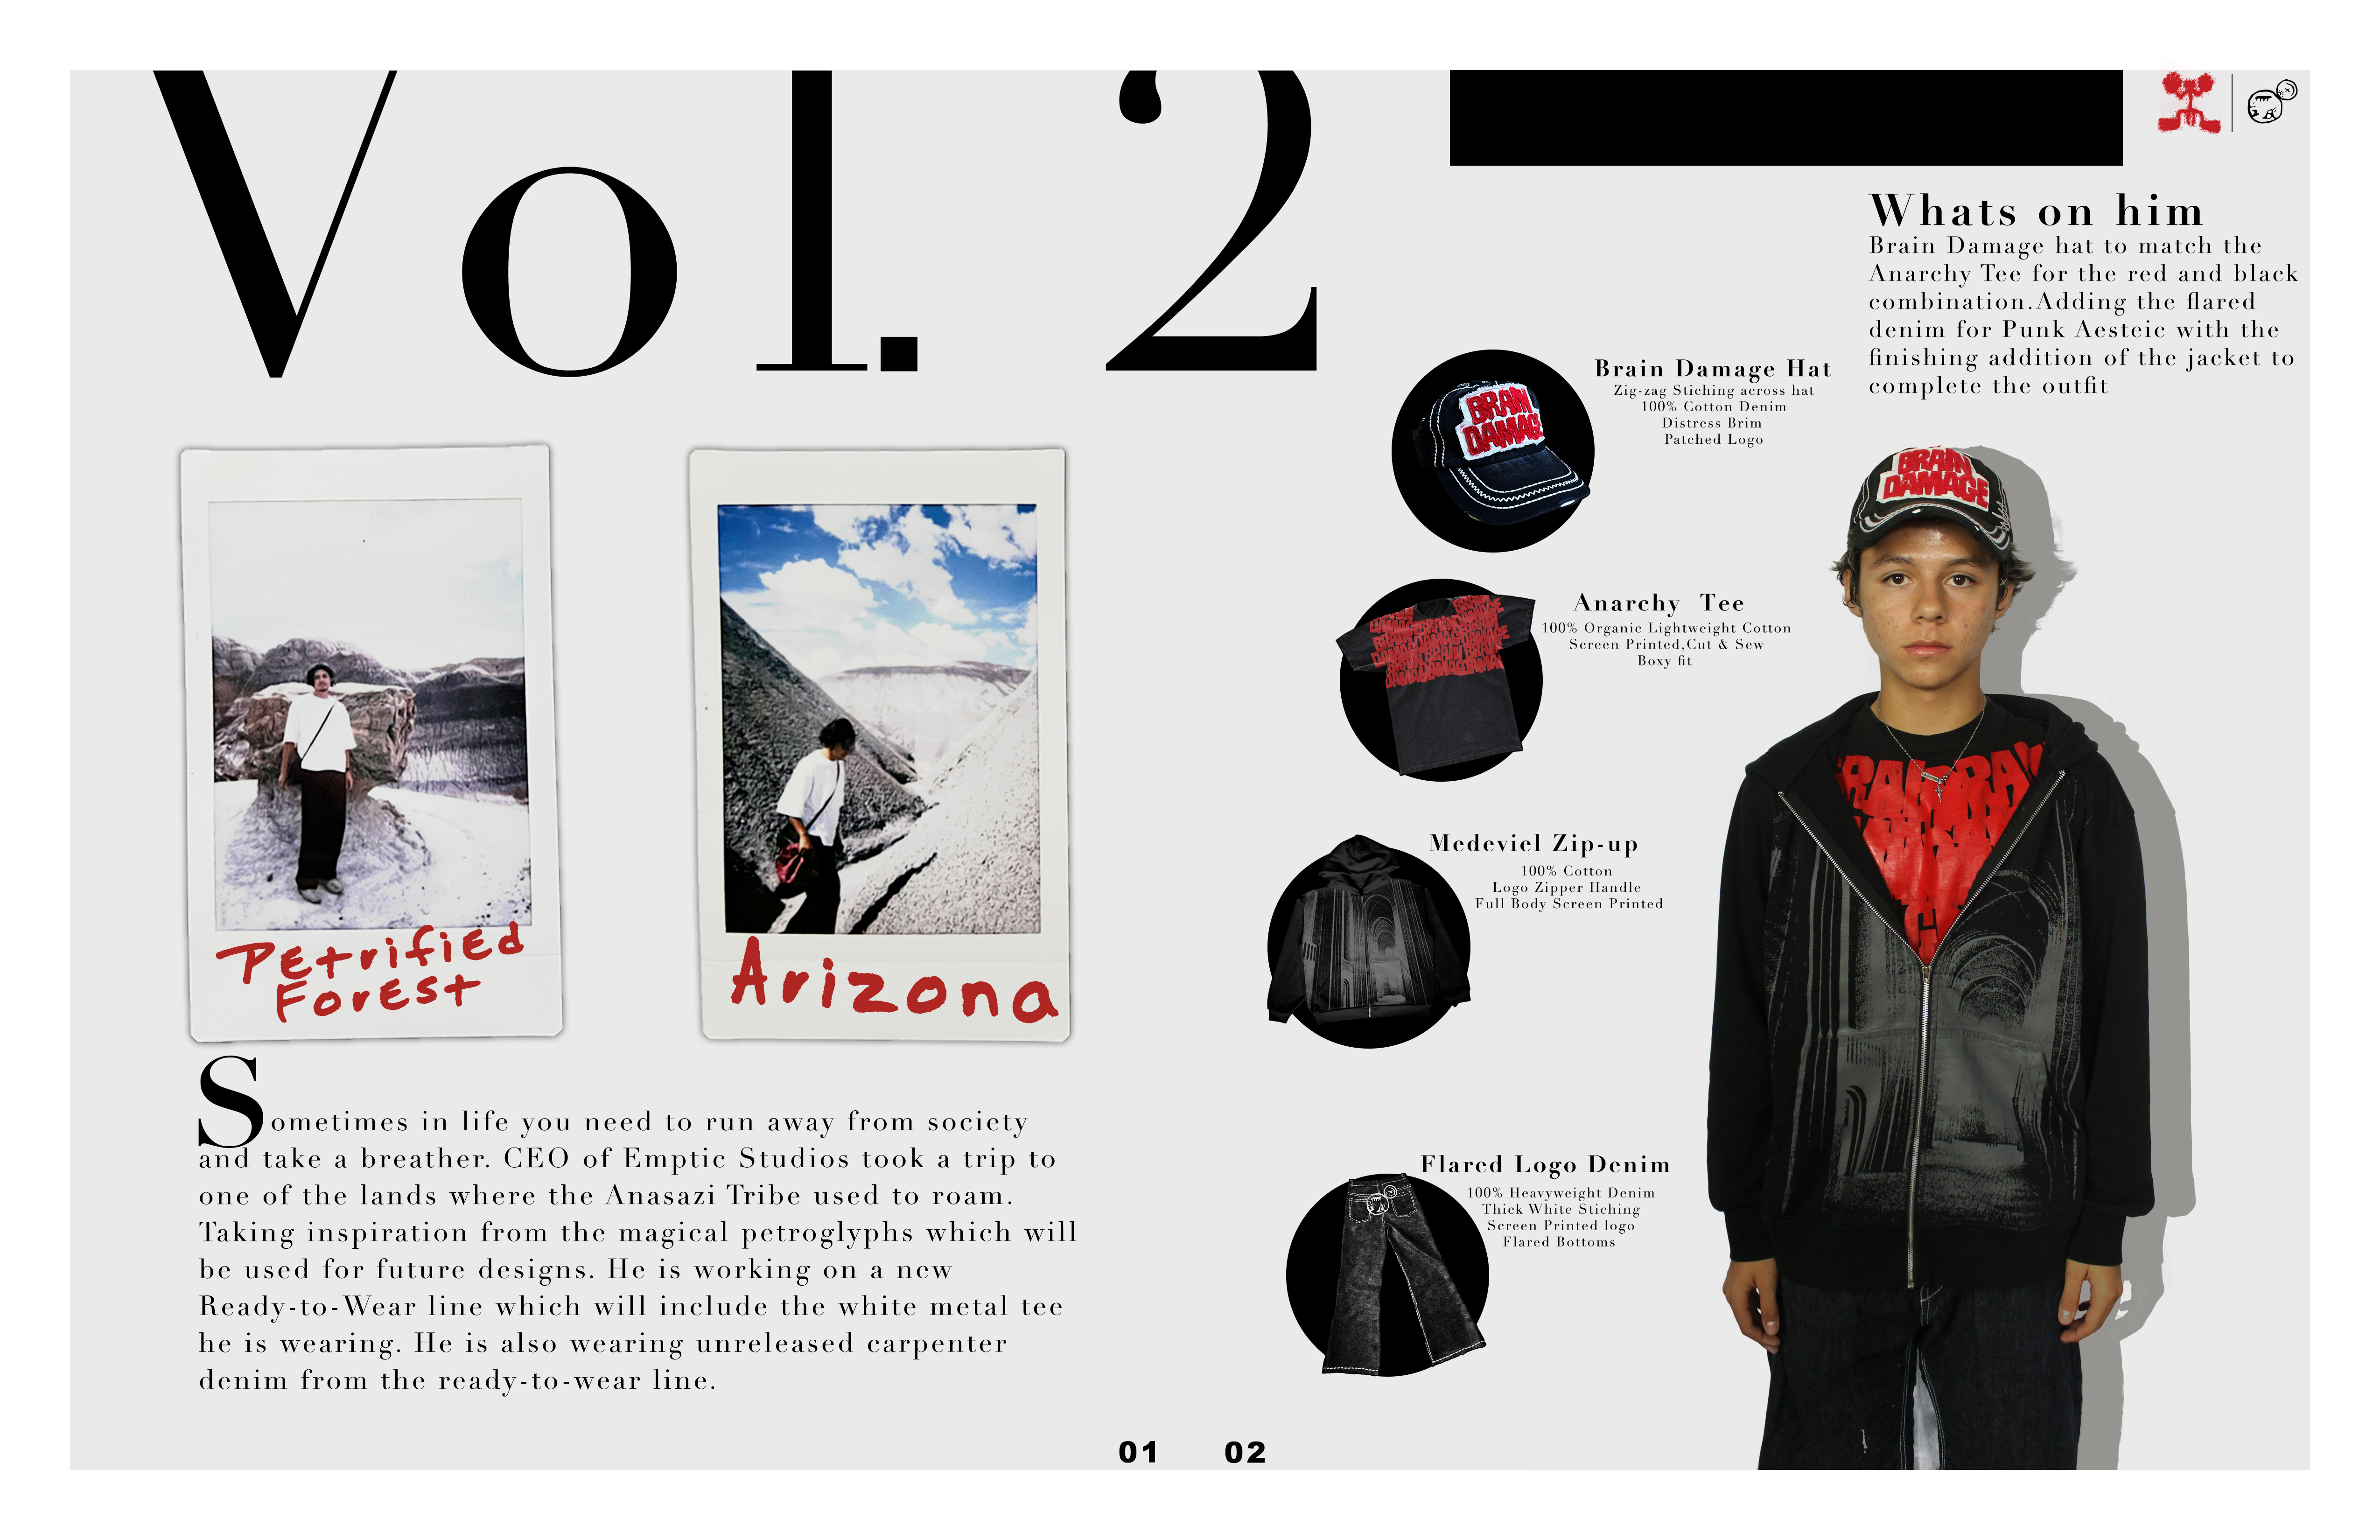 Vol. 2
Petrified
Forest
Arizona
Sometimes in life you need to run away from society
and take a breather. CEO of Emptic Studios took a trip to
one of the lands where the Anasazi Tribe used to roam.
Taking inspiration from the magical petroglyphs which will
be used for future designs. He is working on a new
Ready-to-Wear line which will include the white metal tee
he is wearing. He is also wearing unreleased carpenter
denim from the ready-to-wear line.
01
02
Whats on him
Brain Damage hat to match the
Anarchy Tee for the red and black
combination.Adding the flared
denim for Punk Aesteic with the
finishing addition of the jacket to
complete the outfit
BRAIN
DAMAGE
Brain Damage Hat
Zig-zag Stiching across hat
100% Cotton Denim
Distress Brim
Patched Logo
Anarchy Tee
100% Organic Lightweight Cotton
Screen Printed,Cut & Sew
Boxy fit
Medeviel Zip-up
100% Cotton
Logo Zipper Handle
Full Body Screen Printed
Flared Logo Denim
100% Heavyweight Denim
Thick White Stiching
Screen Printed logo
Flared Bottoms
BRAIN
DAMAGE